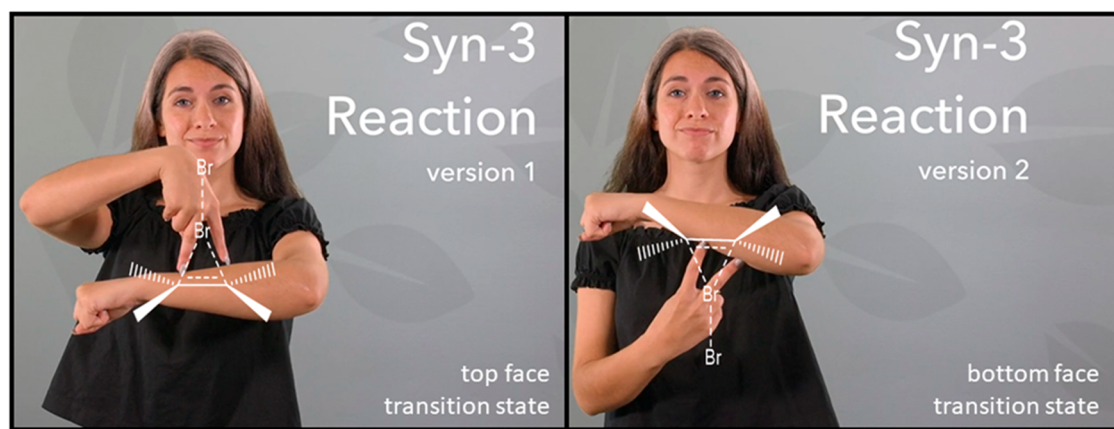 Syn-3
Reaction
version 1
Br
Br
top face
transition state
Syn-3
Reaction
version 2
Br
Br
bottom face
transition state